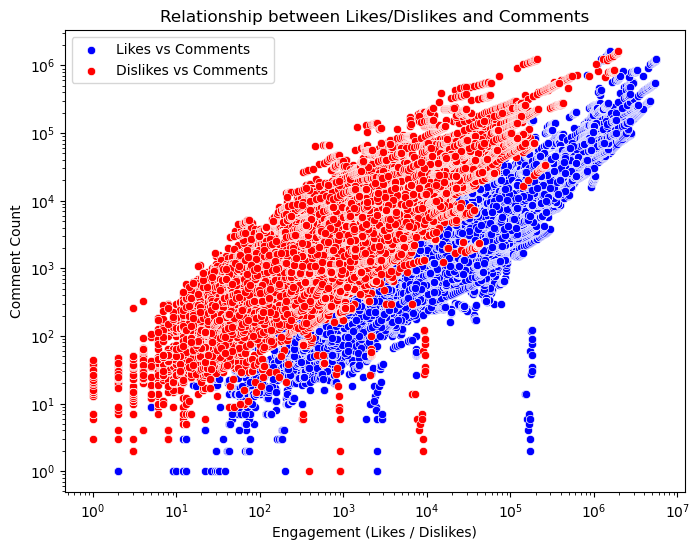 Relationship between Likes/Dislikes and Comments
Likes vs Comments
Dislikes vs Comments
Comment Count
10⁶
10⁵
10⁴
10³
10²
10¹
10⁰
10⁰ 10¹ 10² 10³ 10⁴ 10⁵ 10⁶ 10⁷
Engagement (Likes / Dislikes)